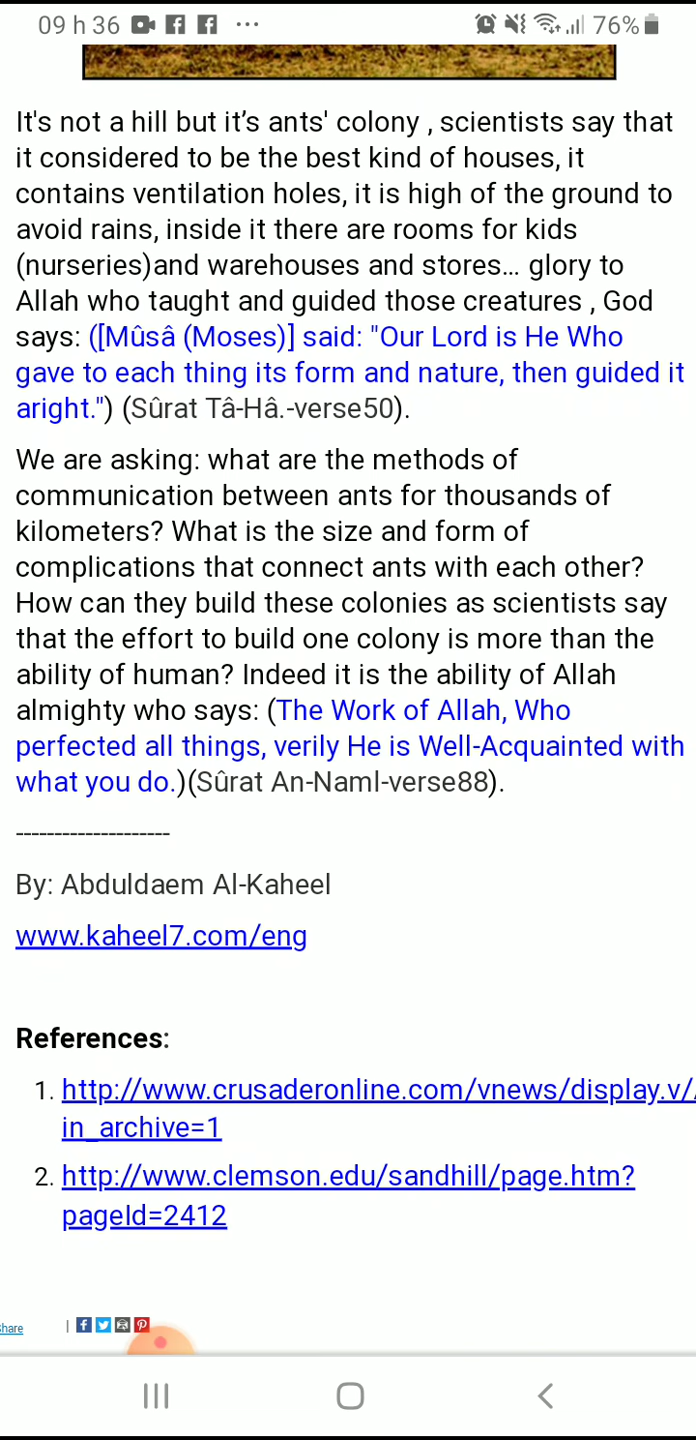 09 h 36 ... 76%
It's not a hill but it’s ants' colony , scientists say that
it considered to be the best kind of houses, it
contains ventilation holes, it is high of the ground to
avoid rains, inside it there are rooms for kids
(nurseries)and warehouses and stores... glory to
Allah who taught and guided those creatures , God
says: ([Mûsâ (Moses)] said: "Our Lord is He Who
gave to each thing its form and nature, then guided it
aright.") (Sûrat Tâ-Hâ.-verse50).
We are asking: what are the methods of
communication between ants for thousands of
kilometers? What is the size and form of
complications that connect ants with each other?
How can they build these colonies as scientists say
that the effort to build one colony is more than the
ability of human? Indeed it is the ability of Allah
almighty who says: (The Work of Allah, Who
perfected all things, verily He is Well-Acquainted with
what you do.)(Sûrat An-Naml-verse88).
--------------------
By: Abduldaem Al-Kaheel
www.kaheel7.com/eng
References:
1. http://www.crusaderonline.com/vnews/display.v/
in_archive=1
2. http://www.clemson.edu/sandhill/page.htm?
pageId=2412
hare |